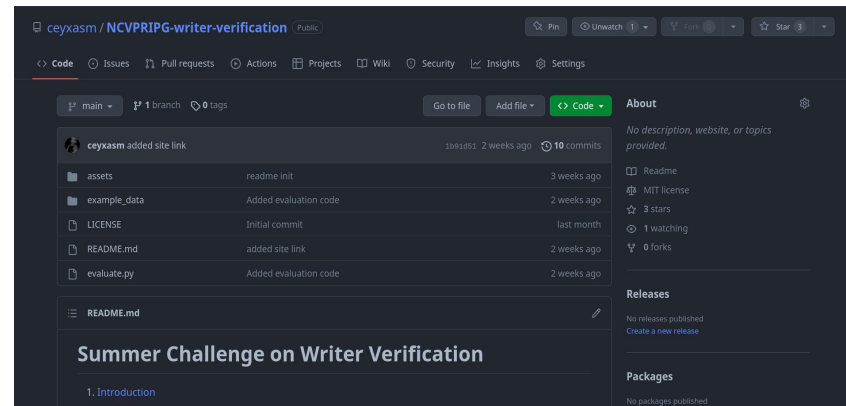 ceyxasm / NCVPRIPG-writer-verification Public
Pin Unwatch 1 Fork Star 3
<> Code Issues Pull requests Actions Projects Wiki Security Insights Settings
main 1 branch 0 tags Go to file Add file <> Code
ceyxasm added site link 1b91d51 2 weeks ago 10 commits
assets readme init 3 weeks ago
example_data Added evaluation code 2 weeks ago
LICENSE Initial commit last month
README.md added site link 2 weeks ago
evaluate.py Added evaluation code 2 weeks ago
README.md
Summer Challenge on Writer Verification
1. Introduction
About
No description, website, or topics
provided.
Readme
MIT license
3 stars
1 watching
0 forks
Releases
No releases published
Create a new release
Packages
No packages published